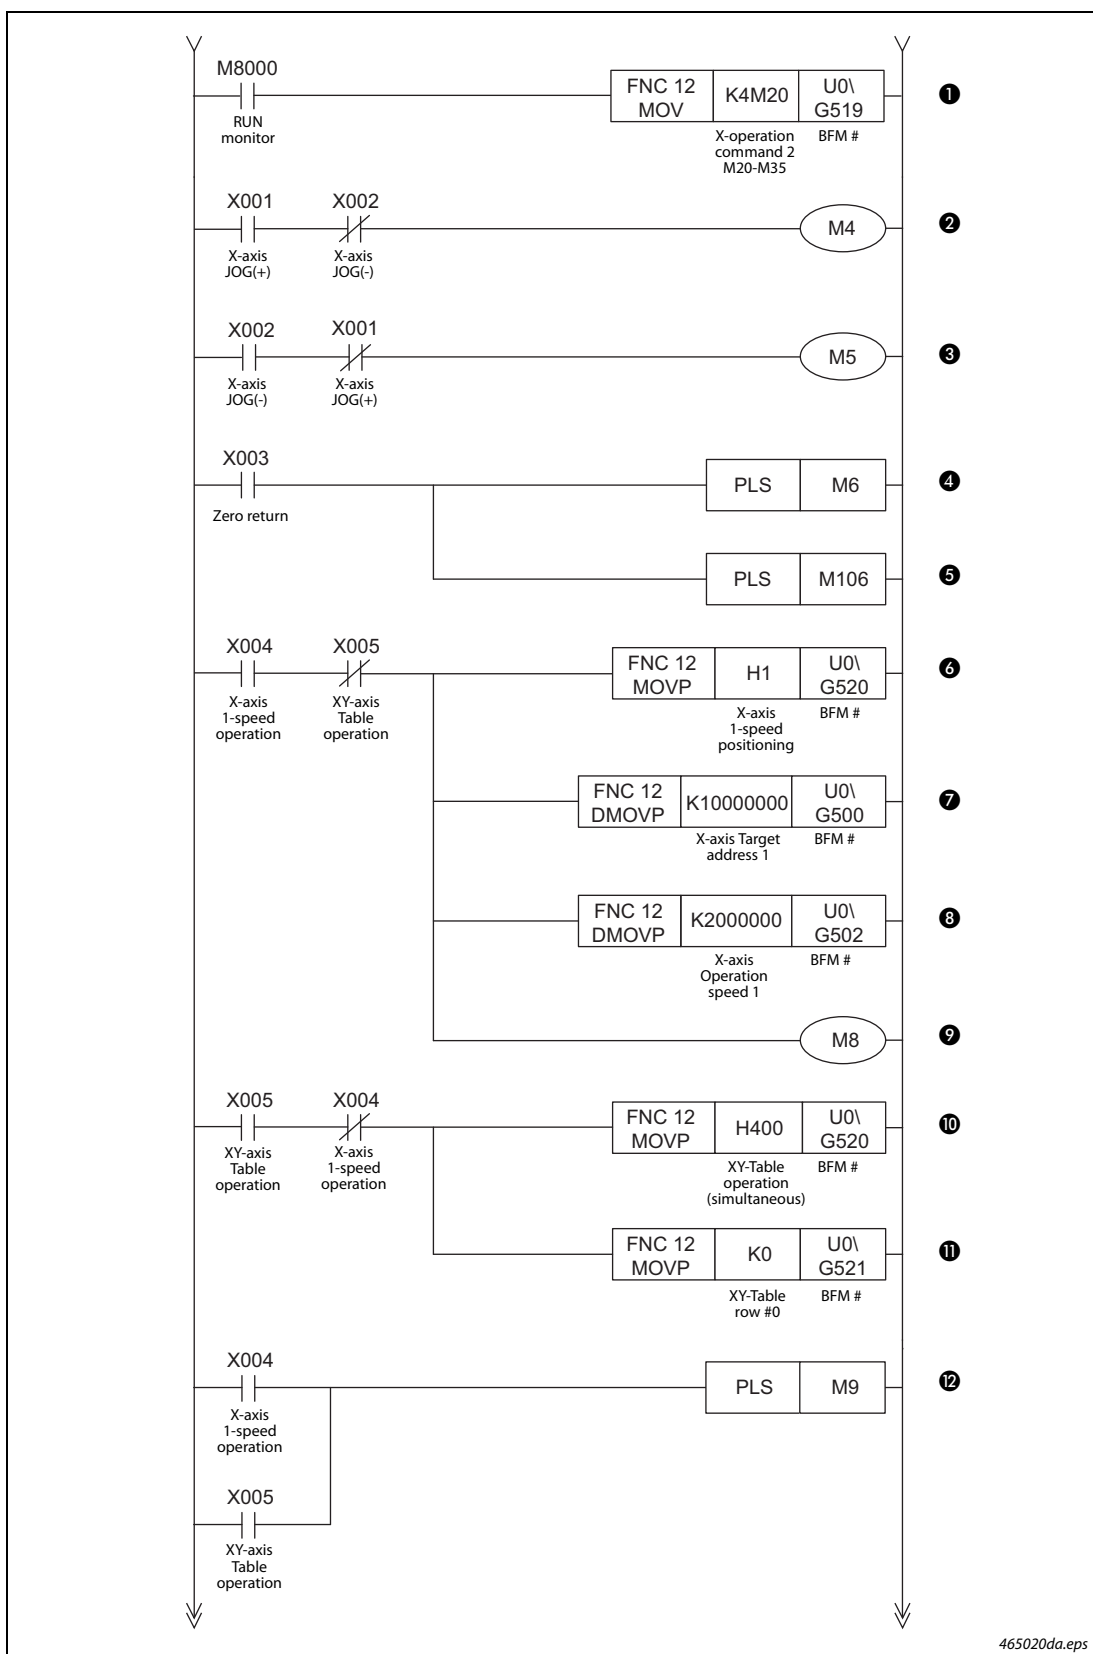 M8000
RUN
monitor
FNC 12
MOV
K4M20
U0\
G519
X-operation
command 2
M20-M35
BFM #
❶
X001
X-axis
JOG(+)
X002
X-axis
JOG(-)
M4
❷
X002
X-axis
JOG(-)
X001
X-axis
JOG(+)
M5
❸
X003
Zero return
PLS
M6
❹
PLS
M106
❺
X004
X-axis
1-speed
operation
X005
XY-axis
Table
operation
FNC 12
MOVP
H1
U0\
G520
X-axis
1-speed
positioning
BFM #
❻
FNC 12
DMOVP
K10000000
U0\
G500
X-axis Target
address 1
BFM #
❼
FNC 12
DMOVP
K2000000
U0\
G502
X-axis
Operation
speed 1
BFM #
❽
M8
❾
X005
XY-axis
Table
operation
X004
X-axis
1-speed
operation
FNC 12
MOVP
H400
U0\
G520
XY-Table
operation
(simultaneous)
BFM #
❿
FNC 12
MOVP
K0
U0\
G521
XY-Table
row #0
BFM #
⓫
X004
X-axis
1-speed
operation
PLS
M9
⓬
X005
XY-axis
Table
operation
465020da.eps